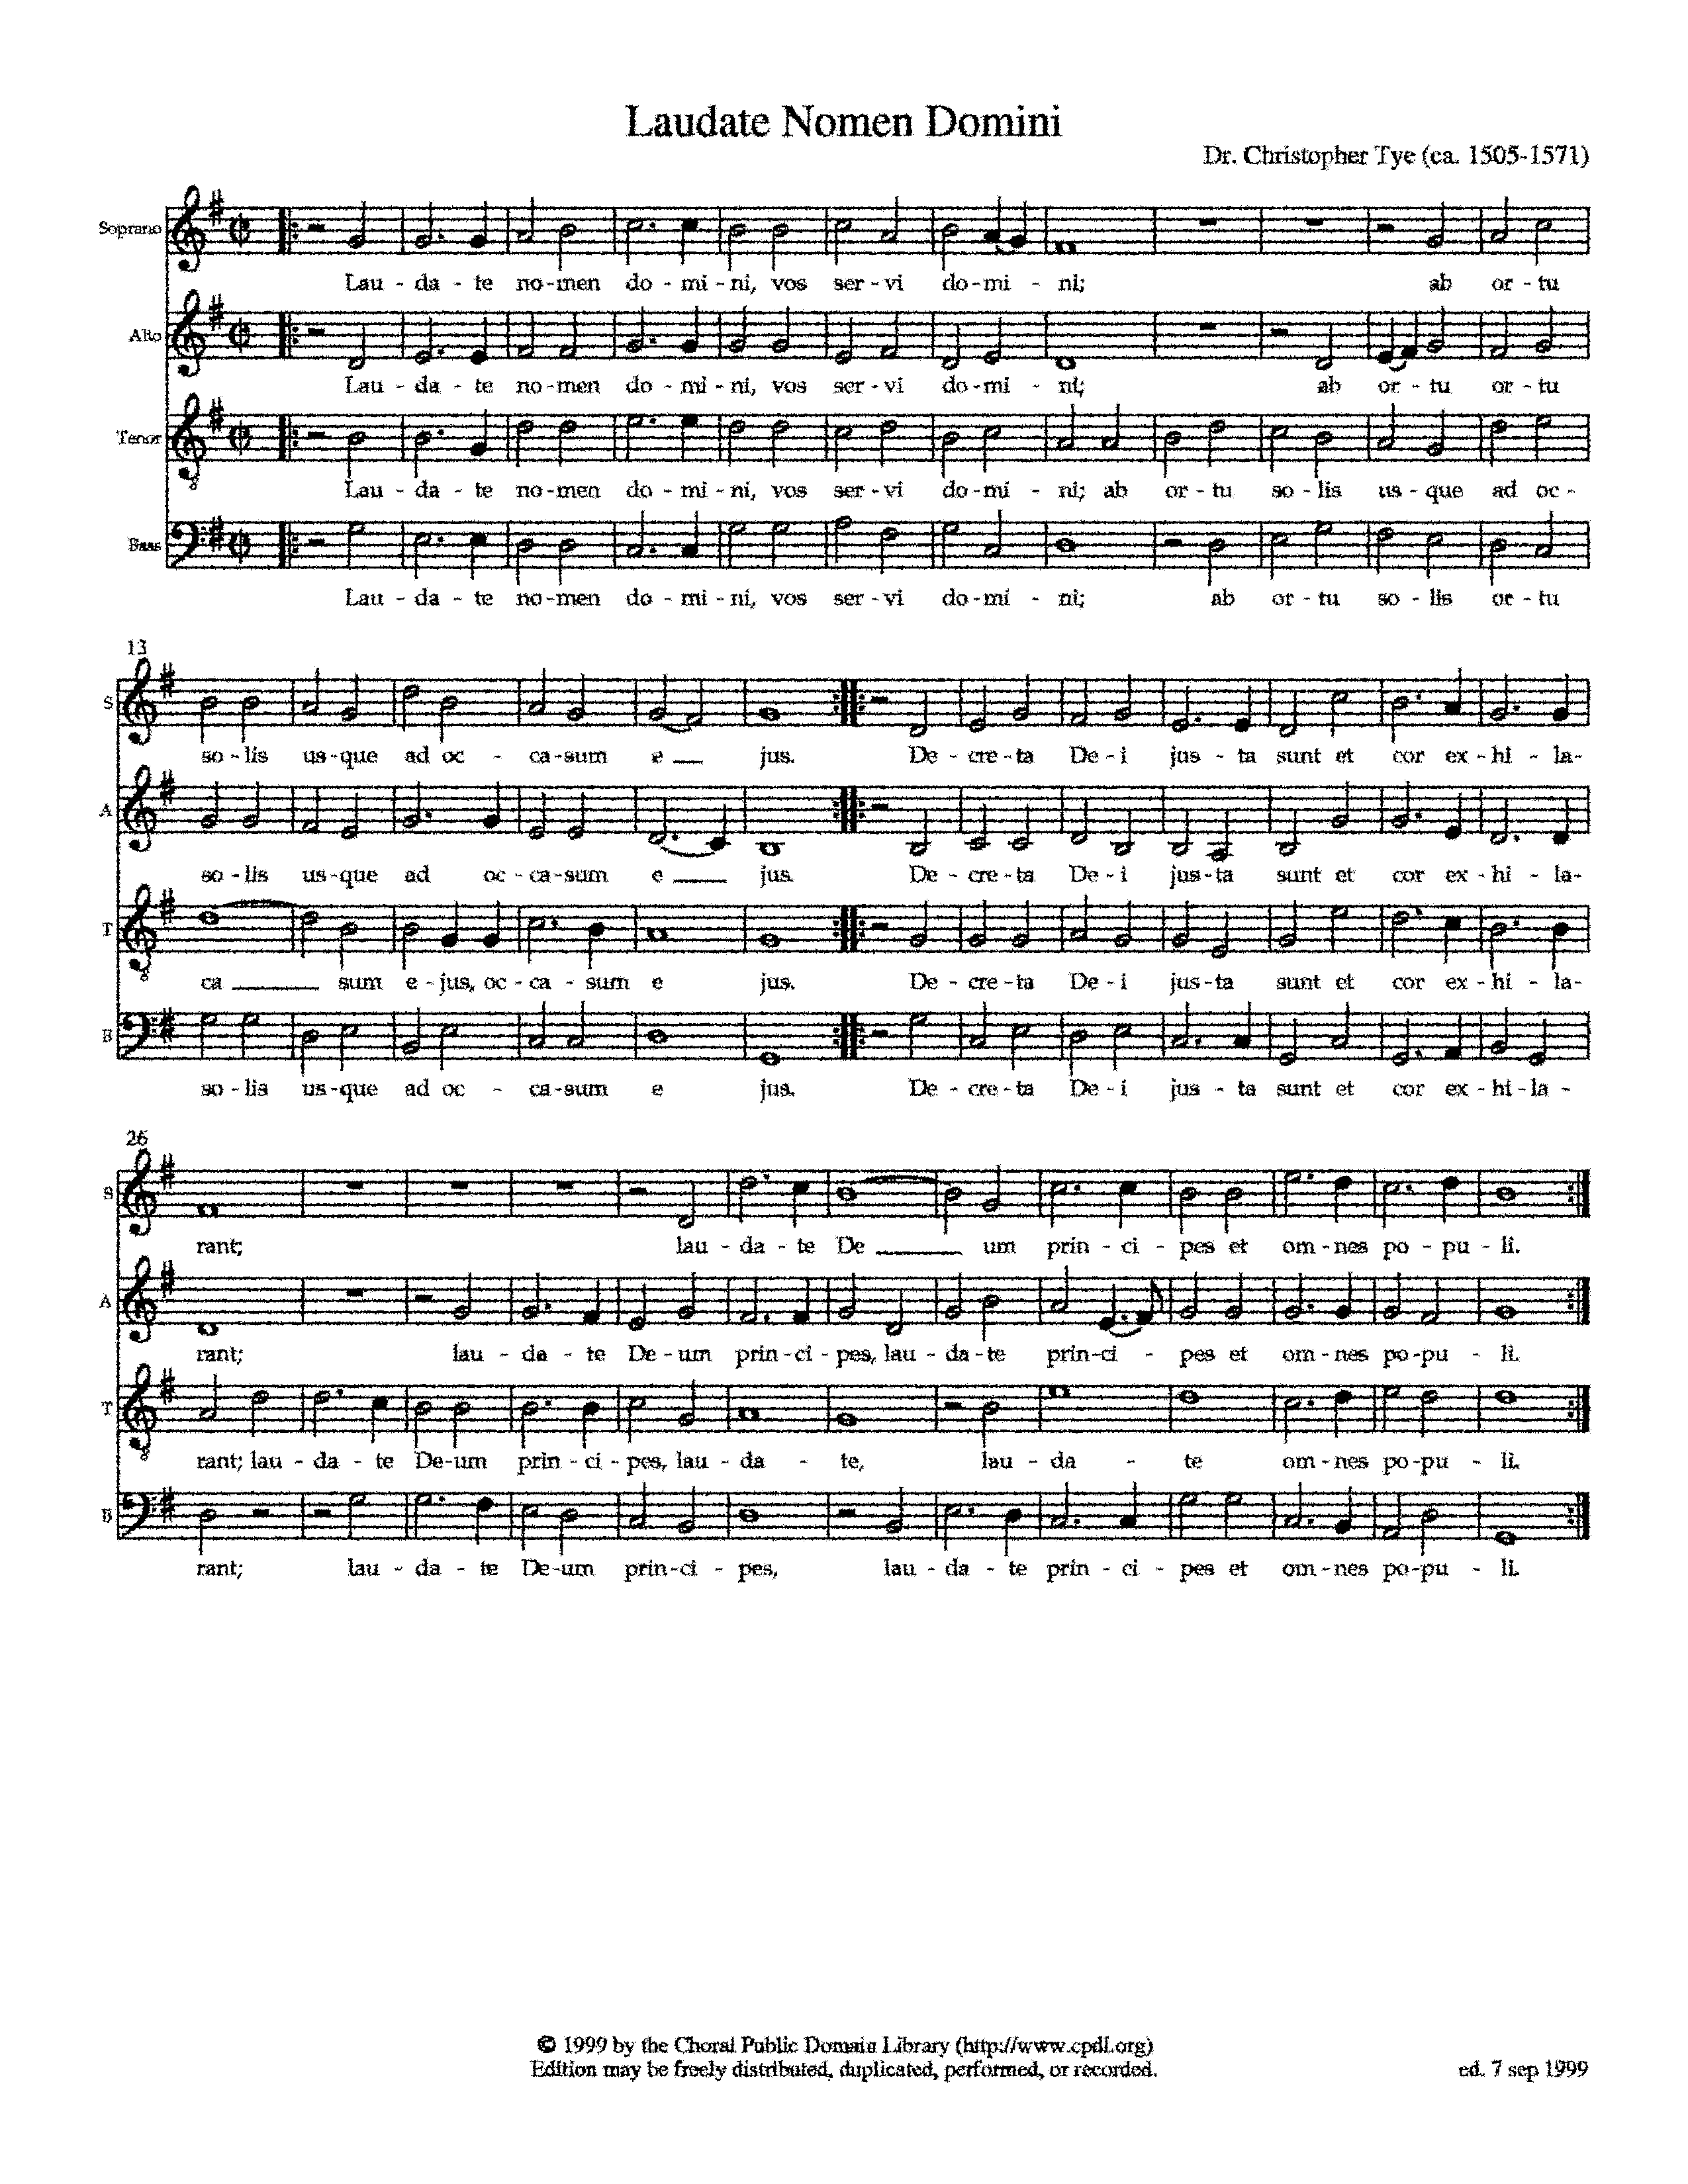 Laudate Nomen Domini
Dr. Christopher Tye (ca. 1505-1571)
Soprano
Lau - da - te no-men do - mi - ni, vos ser - vi do-mi - ni; ab or - tu
Alto
Lau - da - te no-men do - mi - ni, vos ser - vi do-mi - ni; ab or - tu or - tu
Tenor
8
Lau - da - te no-men do - mi - ni, vos ser - vi do-mi - ni; ab or - tu so - lis us - que ad oc -
Bass
Lau - da - te no-men do - mi - ni, vos ser - vi do-mi - ni; ab or - tu so - lis or - tu
13
S
so - lis us - que ad oc - ca-sum e jus. De - cre - ta De - i jus - ta sunt et cor ex - hi - la-
A
so - lis us - que ad oc - ca-sum e jus. De - cre - ta De - i jus-ta sunt et cor ex - hi - la-
T
8
ca sum e - jus, oc - ca - sum e jus. De - cre - ta De - i jus-ta sunt et cor ex - hi - la-
B
so - lis us - que ad oc - ca-sum e jus. De - cre - ta De - i jus - ta sunt et cor ex - hi - la -
26
S
rant; lau - da - te De um prin - ci - pes et om - nes po - pu - li.
A
rant; lau - da - te De - um prin - ci - pes, lau - da - te prin-ci - pes et om - nes po-pu - li.
T
8
rant; lau - da - te De-um prin - ci - pes, lau - da - te, lau - da - te om - nes po-pu - li.
B
rant; lau - da - te De-um prin-ci - pes, lau - da - te prin - ci - pes et om - nes po-pu - li.
© 1999 by the Choral Public Domain Library (http://www.cpdl.org)
Edition may be freely distributed, duplicated, performed, or recorded.
ed. 7 sep 1999